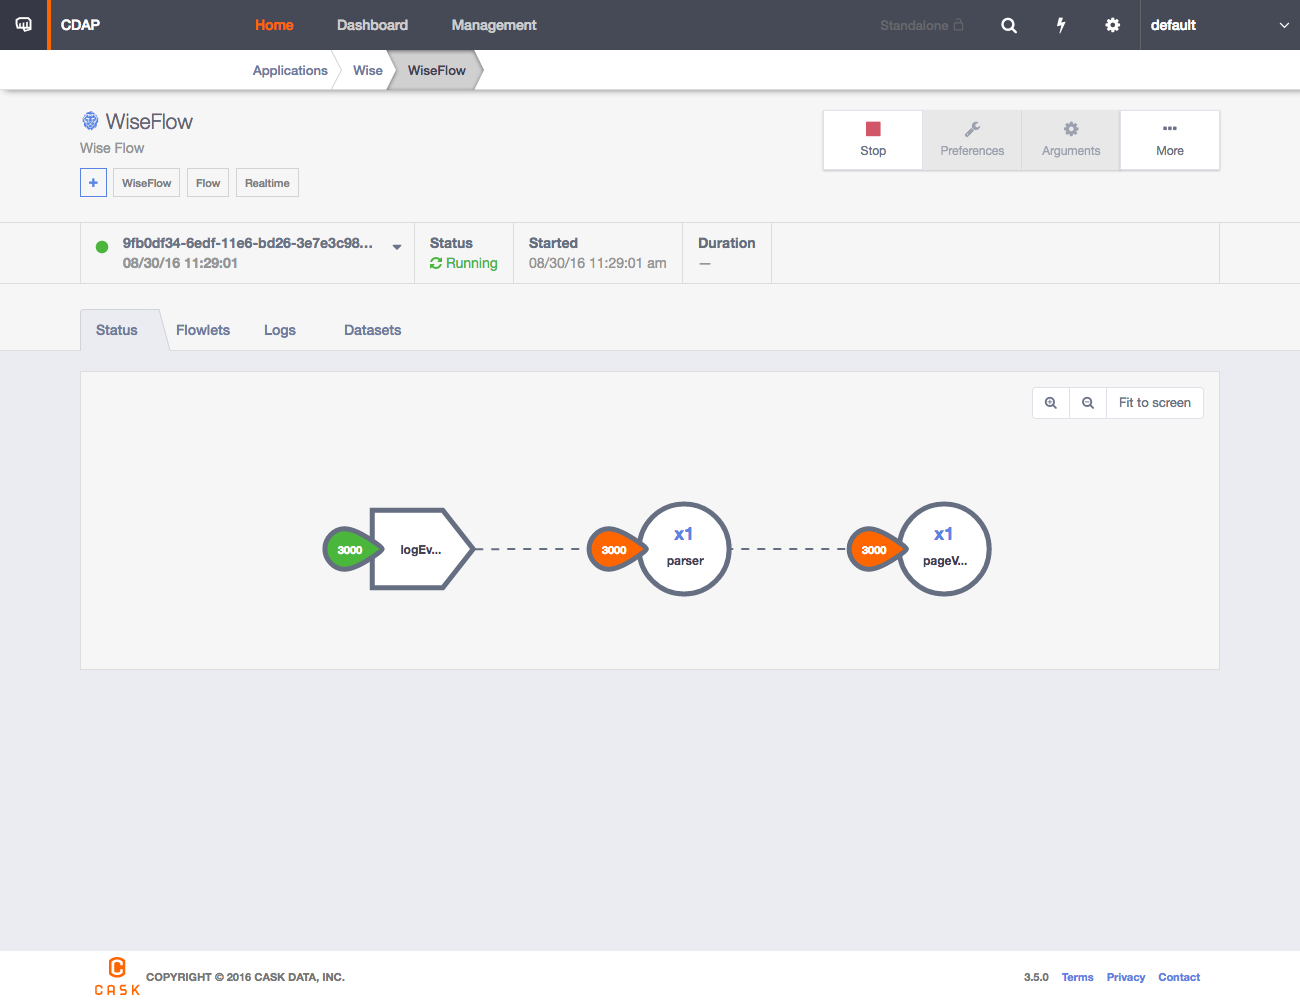 CDAP Home Dashboard Management Standalone default
Applications Wise WiseFlow
WiseFlow
Wise Flow
+ WiseFlow Flow Realtime
Stop Preferences Arguments More
9fb0df34-6edf-11e6-bd26-3e7e3c98... Status Started Duration
08/30/16 11:29:01 Running 08/30/16 11:29:01 am —
Status Flowlets Logs Datasets
Fit to screen
3000 logEv... 3000 x1 parser 3000 x1 pageV...
CASK COPYRIGHT © 2016 CASK DATA, INC. 3.5.0 Terms Privacy Contact